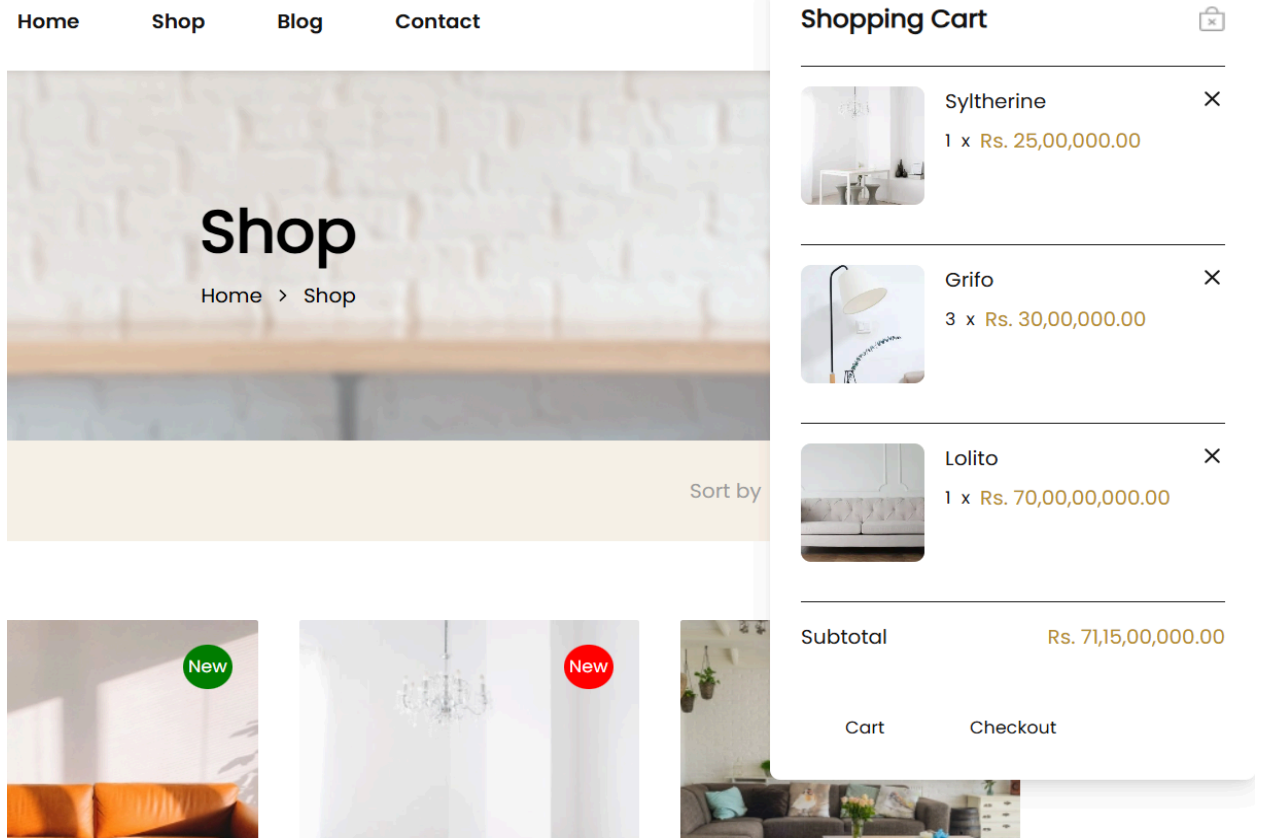 Home Shop Blog Contact
Shop
Home > Shop
Sort by
New
New
Shopping Cart
Syltherine
1 x Rs. 25,00,000.00
Grifo
3 x Rs. 30,00,000.00
Lolito
1 x Rs. 70,00,00,000.00
Subtotal Rs. 71,15,00,000.00
Cart Checkout